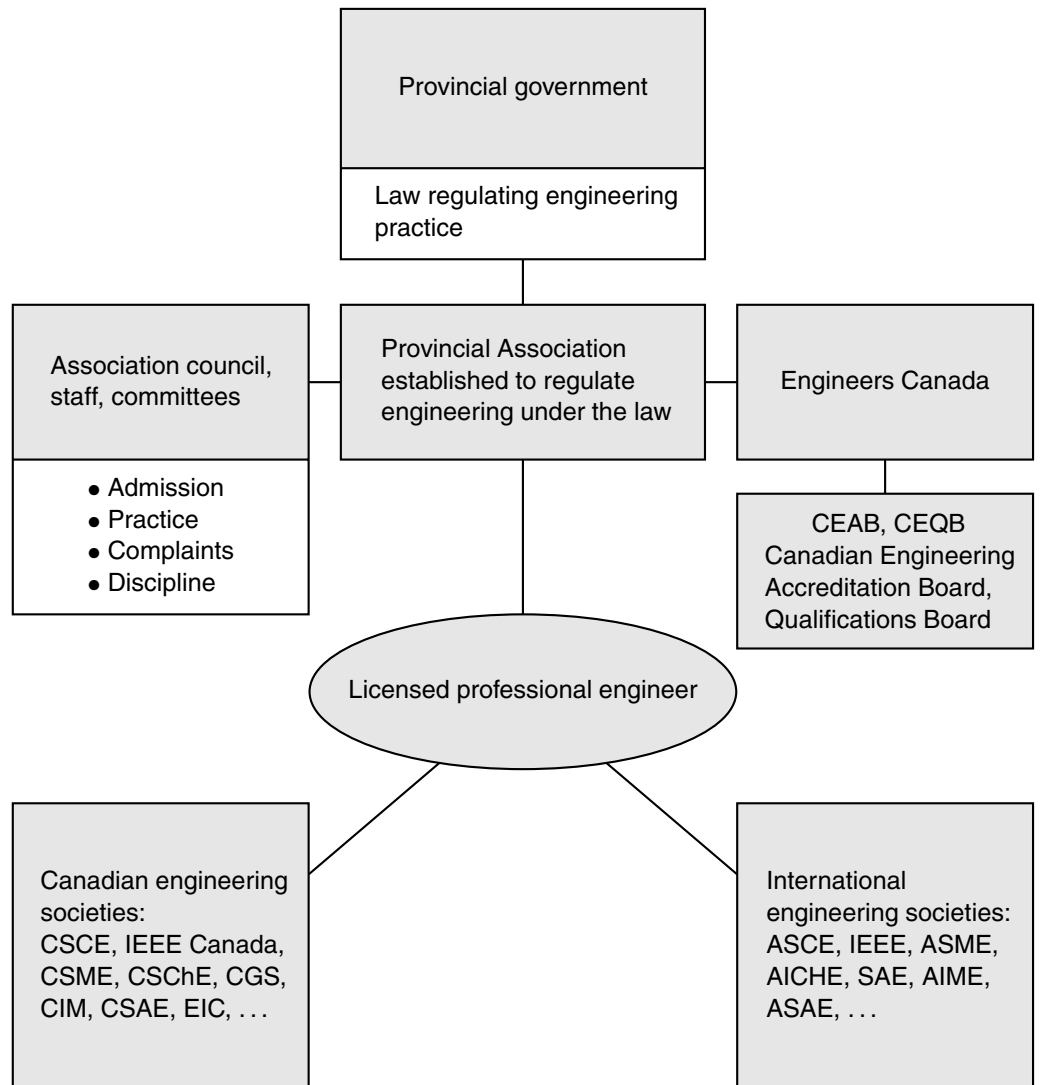 Provincial government
Law regulating engineering
practice
Association council,
staff, committees
• Admission
• Practice
• Complaints
• Discipline
Provincial Association
established to regulate
engineering under the law
Engineers Canada
CEAB, CEQB
Canadian Engineering
Accreditation Board,
Qualifications Board
Licensed professional engineer
Canadian engineering
societies:
CSCE, IEEE Canada,
CSME, CSChE, CGS,
CIM, CSAE, EIC, . . .
International
engineering societies:
ASCE, IEEE, ASME,
AICHE, SAE, AIME,
ASAE, . . .